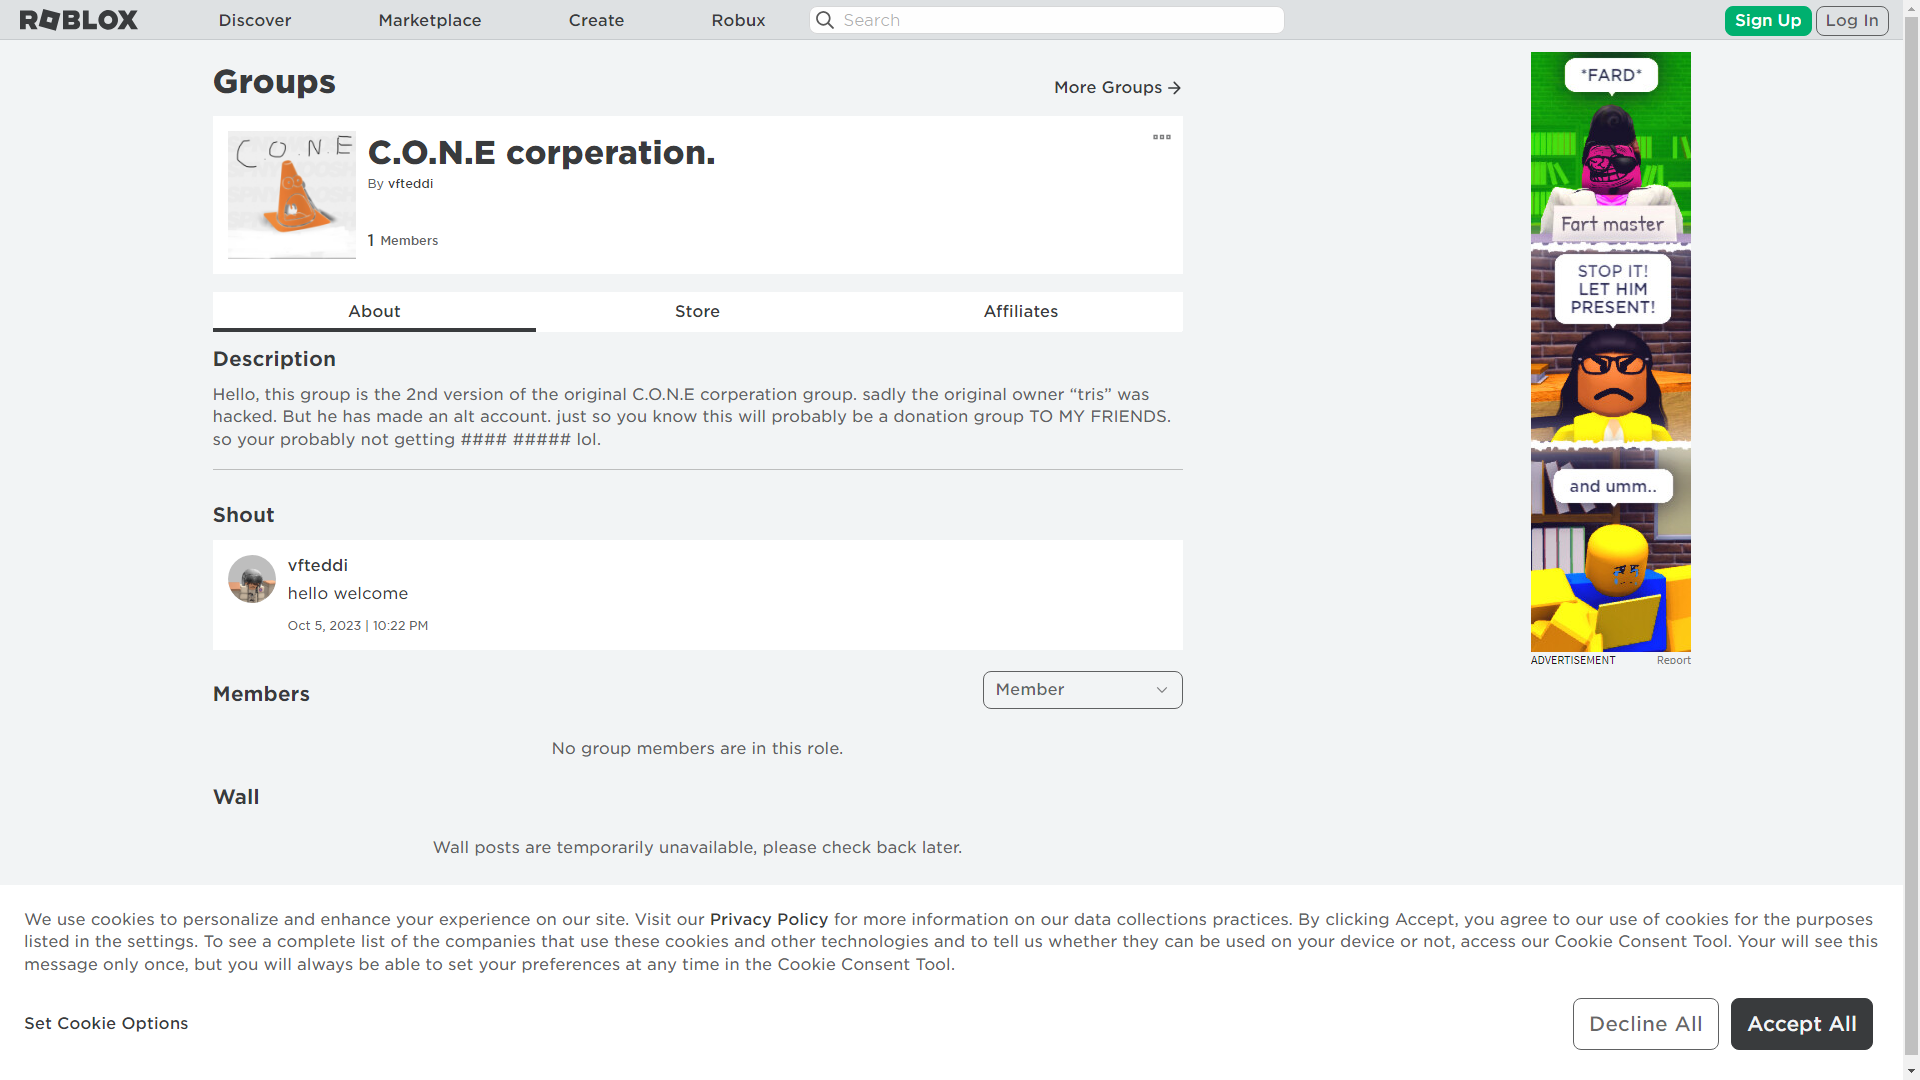 ROBLOX
Discover
Marketplace
Create
Robux
Search
Sign Up
Log In
Groups
More Groups
C.O.N.E
C.O.N.E corperation.
By vfteddi
1 Members
About
Store
Affiliates
Description
Hello, this group is the 2nd version of the original C.O.N.E corperation group. sadly the original owner “tris” was
hacked. But he has made an alt account. just so you know this will probably be a donation group TO MY FRIENDS.
so your probably not getting #### ##### lol.
Shout
vfteddi
hello welcome
Oct 5, 2023 | 10:22 PM
Members
Member
No group members are in this role.
Wall
Wall posts are temporarily unavailable, please check back later.
*FARD*
Fart master
STOP IT!
LET HIM
PRESENT!
and umm..
ADVERTISEMENT
Report
We use cookies to personalize and enhance your experience on our site. Visit our Privacy Policy for more information on our data collections practices. By clicking Accept, you agree to our use of cookies for the purposes
listed in the settings. To see a complete list of the companies that use these cookies and other technologies and to tell us whether they can be used on your device or not, access our Cookie Consent Tool. Your will see this
message only once, but you will always be able to set your preferences at any time in the Cookie Consent Tool.
Set Cookie Options
Decline All
Accept All